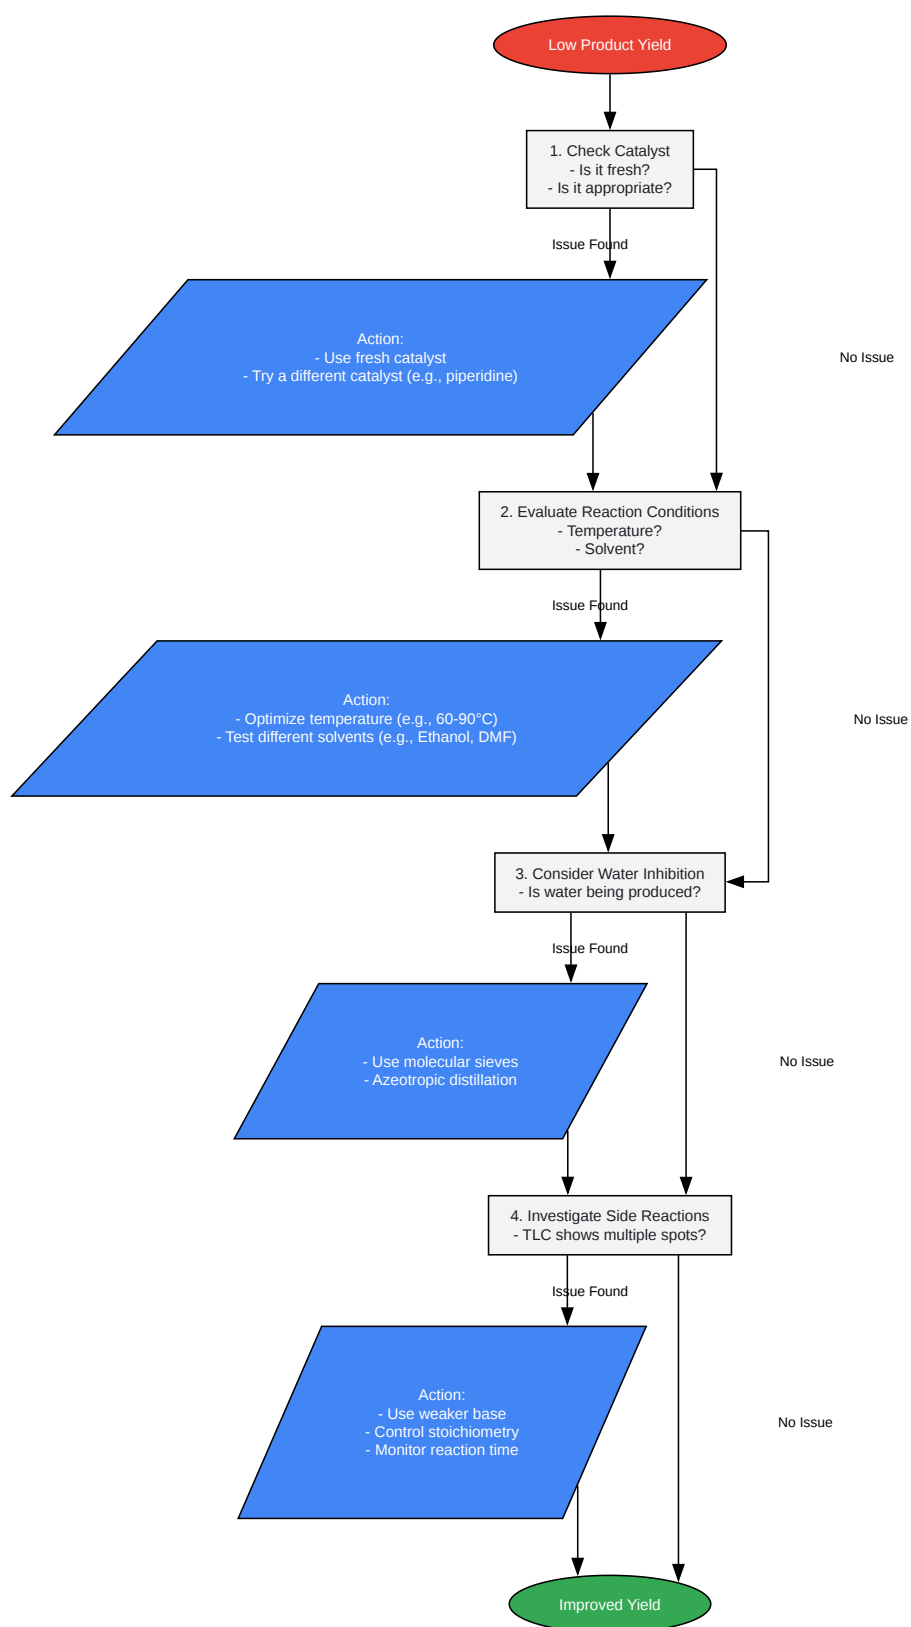 Low Product Yield
1. Check Catalyst
- Is it fresh?
- Is it appropriate?
Issue Found
Action:
- Use fresh catalyst
- Try a different catalyst (e.g., piperidine)
No Issue
2. Evaluate Reaction Conditions
- Temperature?
- Solvent?
Issue Found
Action:
- Optimize temperature (e.g., 60-90°C)
- Test different solvents (e.g., Ethanol, DMF)
No Issue
3. Consider Water Inhibition
- Is water being produced?
Issue Found
Action:
- Use molecular sieves
- Azeotropic distillation
No Issue
4. Investigate Side Reactions
- TLC shows multiple spots?
Issue Found
Action:
- Use weaker base
- Control stoichiometry
- Monitor reaction time
No Issue
Improved Yield